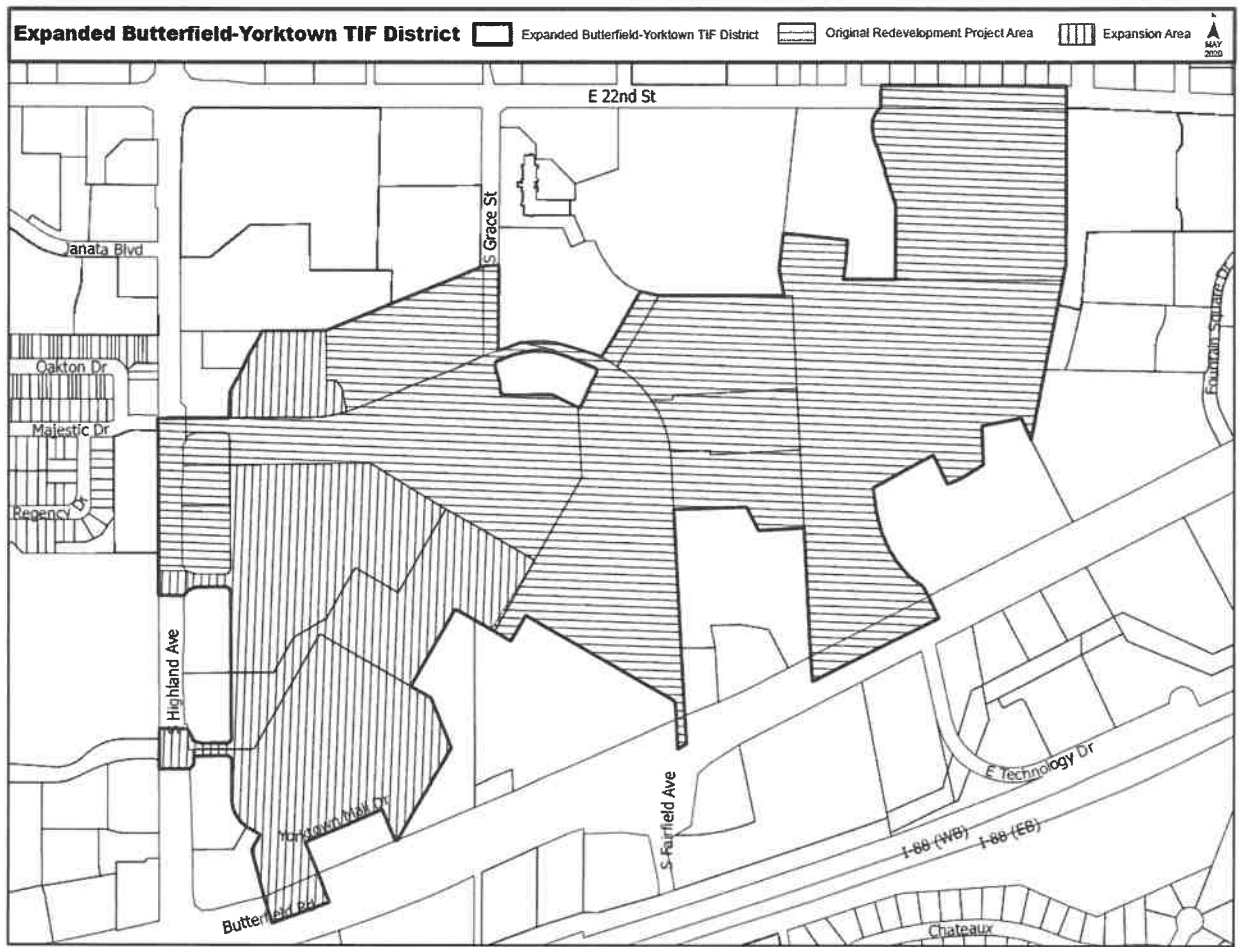 Expanded Butterfield-Yorktown TIF District
Expanded Butterfield-Yorktown TIF District
Original Redevelopment Project Area
Expansion Area
MAY
2020
E 22nd St
S Grace St
Janata Blvd
Fountain Square Dr
Oakton Dr
Majestic Dr
Regency Dr
S Highland Ave
E Technology Dr
Yorktown Mall Dr
S Fairfield Ave
I-88 (WB)
I-88 (EB)
Butterfield Rd
Chateaux